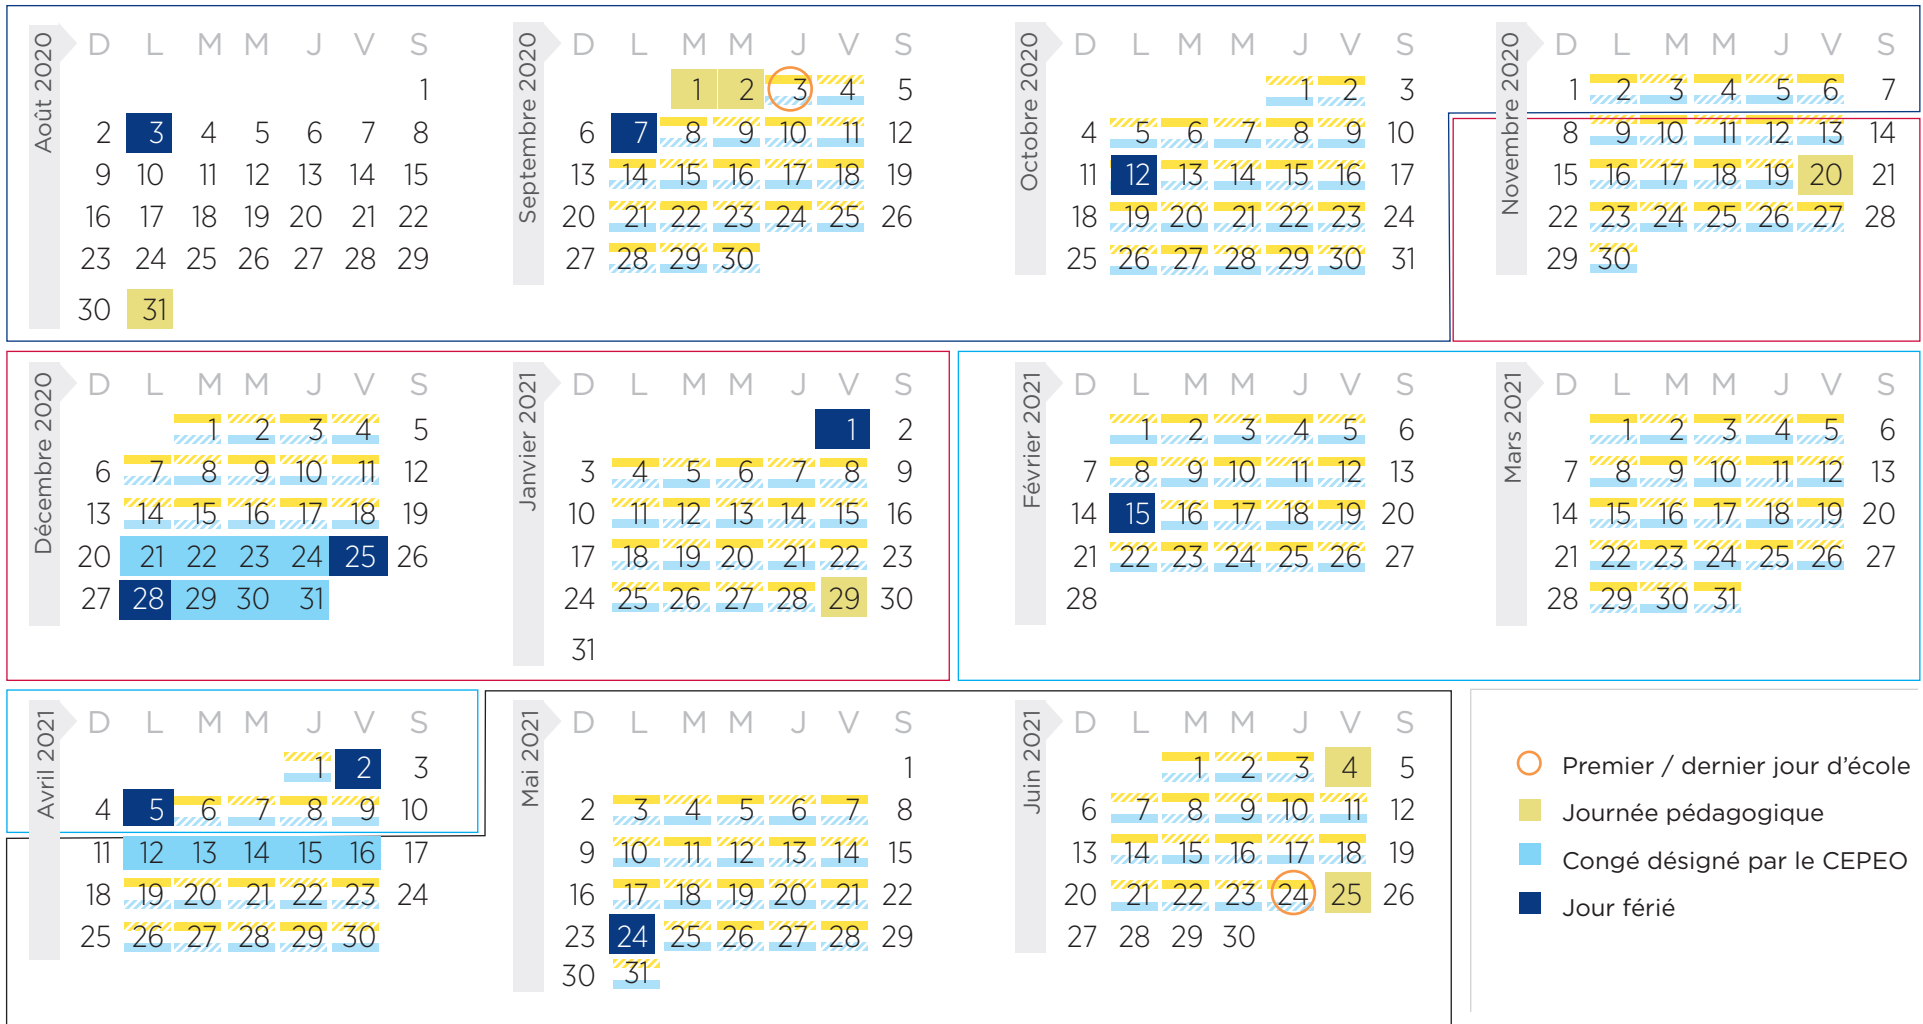 Août 2020
D L M M J V S
1
2 3 4 5 6 7 8
9 10 11 12 13 14 15
16 17 18 19 20 21 22
23 24 25 26 27 28 29
30 31
Septembre 2020
D L M M J V S
1 2 3 4 5
6 7 8 9 10 11 12
13 14 15 16 17 18 19
20 21 22 23 24 25 26
27 28 29 30
Octobre 2020
D L M M J V S
1 2 3
4 5 6 7 8 9 10
11 12 13 14 15 16 17
18 19 20 21 22 23 24
25 26 27 28 29 30 31
Novembre 2020
D L M M J V S
1 2 3 4 5 6 7
8 9 10 11 12 13 14
15 16 17 18 19 20 21
22 23 24 25 26 27 28
29 30
Décembre 2020
D L M M J V S
1 2 3 4 5
6 7 8 9 10 11 12
13 14 15 16 17 18 19
20 21 22 23 24 25 26
27 28 29 30 31
Janvier 2021
D L M M J V S
1 2
3 4 5 6 7 8 9
10 11 12 13 14 15 16
17 18 19 20 21 22 23
24 25 26 27 28 29 30
31
Février 2021
D L M M J V S
1 2 3 4 5 6
7 8 9 10 11 12 13
14 15 16 17 18 19 20
21 22 23 24 25 26 27
28
Mars 2021
D L M M J V S
1 2 3 4 5 6
7 8 9 10 11 12 13
14 15 16 17 18 19 20
21 22 23 24 25 26 27
28 29 30 31
Avril 2021
D L M M J V S
1 2 3
4 5 6 7 8 9 10
11 12 13 14 15 16 17
18 19 20 21 22 23 24
25 26 27 28 29 30
Mai 2021
D L M M J V S
1
2 3 4 5 6 7 8
9 10 11 12 13 14 15
16 17 18 19 20 21 22
23 24 25 26 27 28 29
30 31
Juin 2021
D L M M J V S
1 2 3 4 5
6 7 8 9 10 11 12
13 14 15 16 17 18 19
20 21 22 23 24 25 26
27 28 29 30
Premier / dernier jour d'école
Journée pédagogique
Congé désigné par le CEPEO
Jour férié